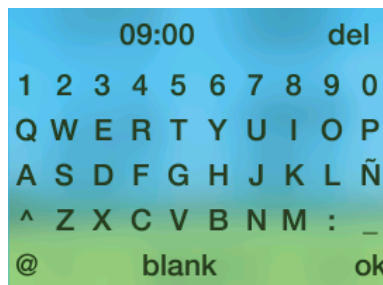 09:00 del
1 2 3 4 5 6 7 8 9 0
Q W E R T Y U I O P
A S D F G H J K L Ñ
^ Z X C V B N M : _
@ blank ok